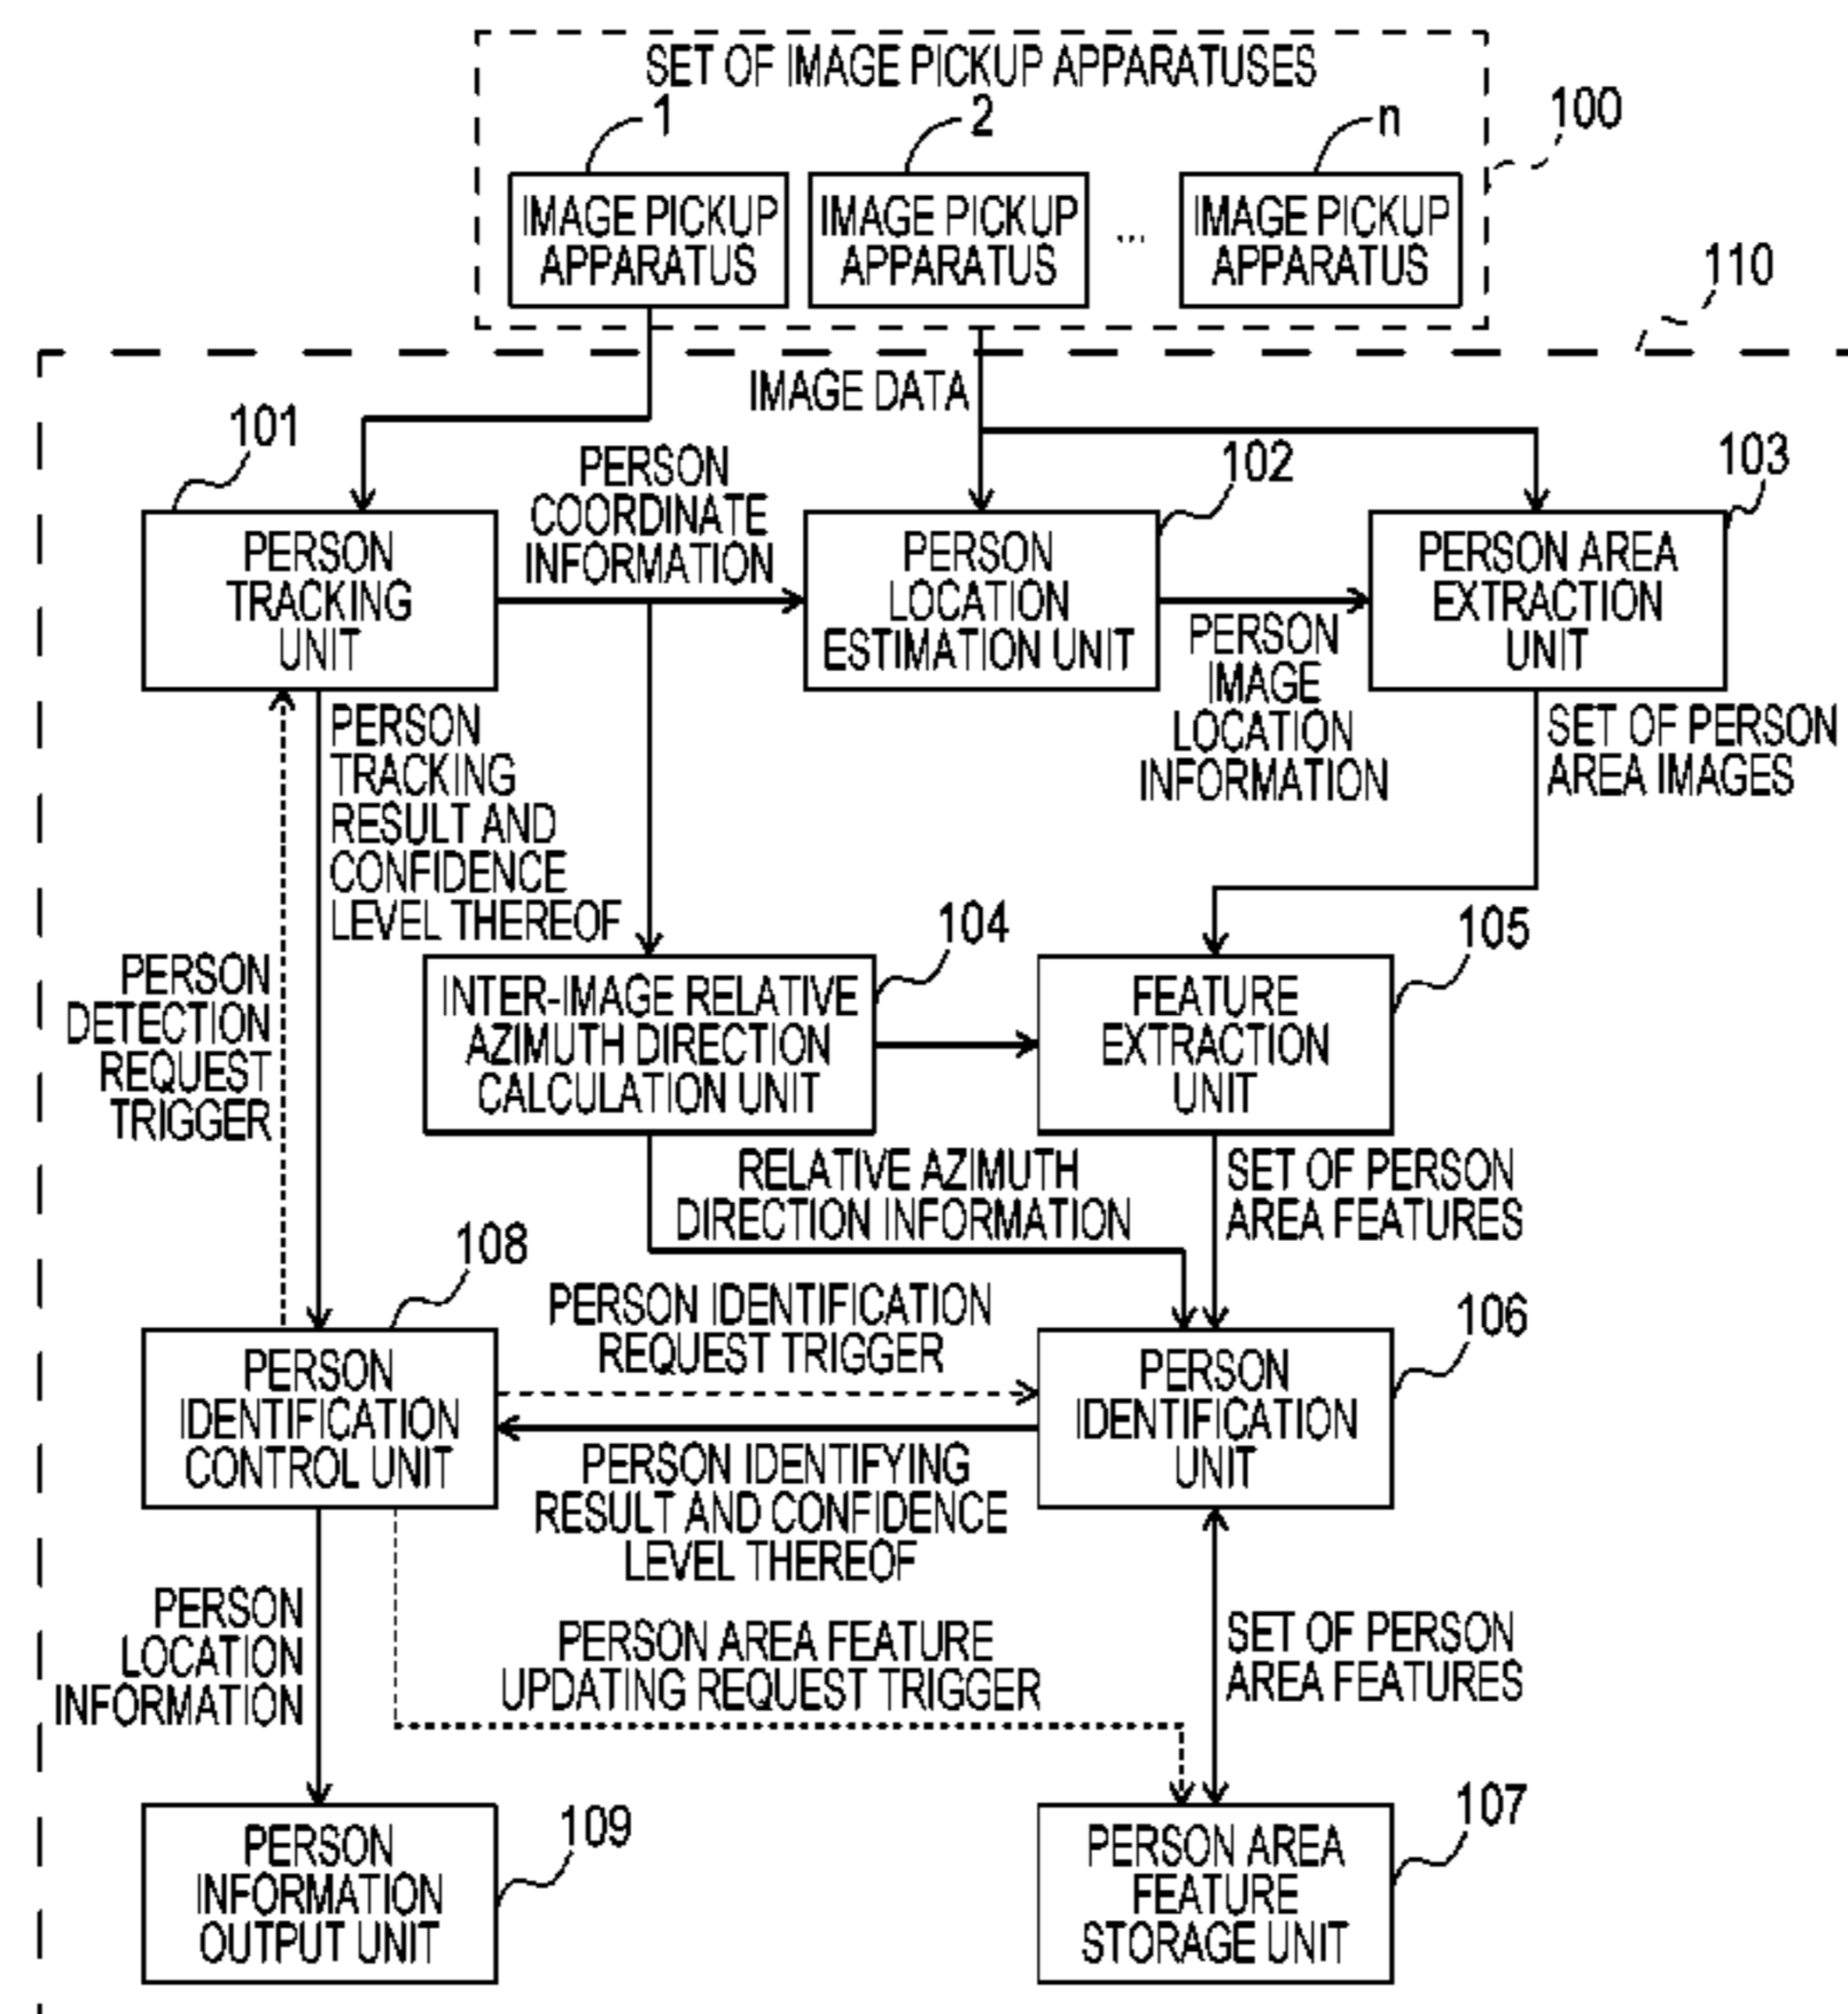 SET OF IMAGE PICKUP APPARATUSES
1
2
n
100
IMAGE PICKUP
APPARATUS
IMAGE PICKUP
APPARATUS
...
IMAGE PICKUP
APPARATUS
110
IMAGE DATA
101
PERSON
COORDINATE
INFORMATION
102
103
PERSON
TRACKING
UNIT
PERSON
LOCATION
ESTIMATION UNIT
PERSON AREA
EXTRACTION
UNIT
PERSON
IMAGE
LOCATION
INFORMATION
PERSON
TRACKING
RESULT AND
CONFIDENCE
LEVEL THEREOF
SET OF PERSON
AREA IMAGES
PERSON
DETECTION
REQUEST
TRIGGER
104
105
INTER-IMAGE RELATIVE
AZIMUTH DIRECTION
CALCULATION UNIT
FEATURE
EXTRACTION
UNIT
RELATIVE AZIMUTH
DIRECTION INFORMATION
SET OF PERSON
AREA FEATURES
108
PERSON IDENTIFICATION
REQUEST TRIGGER
106
PERSON
IDENTIFICATION
CONTROL UNIT
PERSON
IDENTIFICATION
UNIT
PERSON IDENTIFYING
RESULT AND CONFIDENCE
LEVEL THEREOF
PERSON
LOCATION
INFORMATION
PERSON AREA FEATURE
UPDATING REQUEST TRIGGER
SET OF PERSON
AREA FEATURES
109
107
PERSON
INFORMATION
OUTPUT UNIT
PERSON AREA
FEATURE
STORAGE UNIT